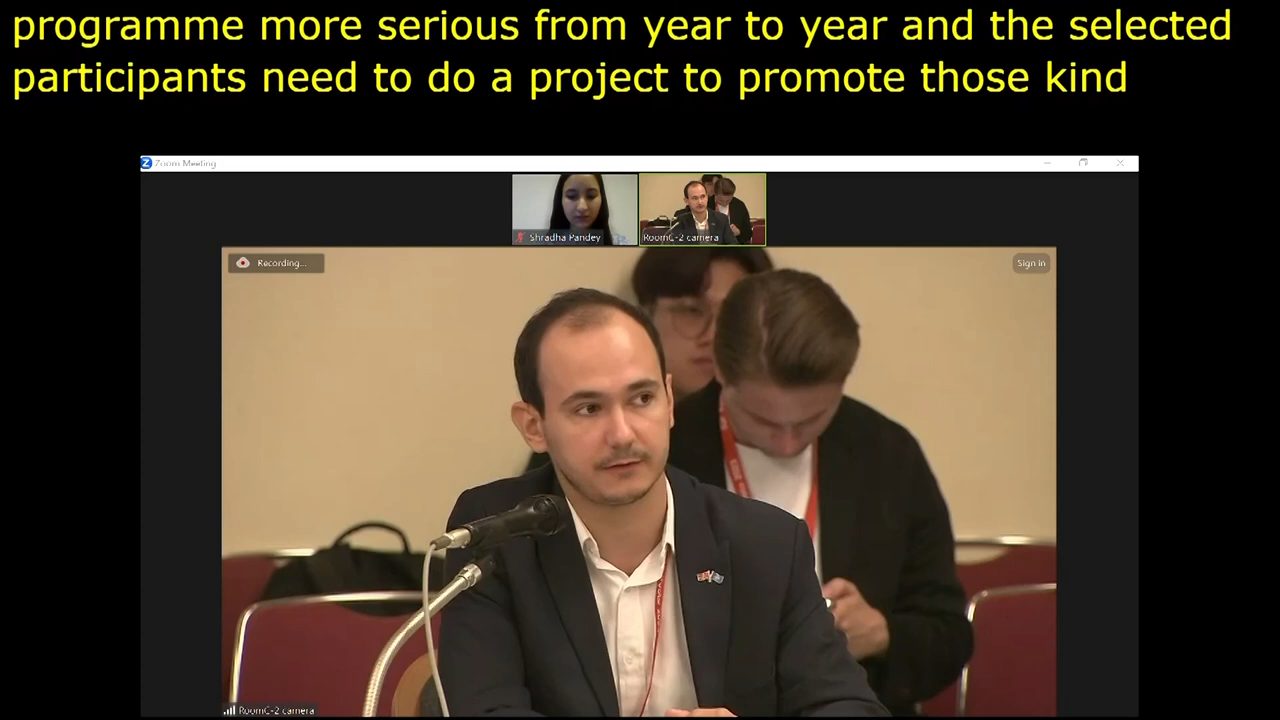 programme more serious from year to year and the selected
participants need to do a project to promote those kind
Zoom Meeting
Shradha Pandey
RoomC-2 camera
Recording...
Sign in
RoomC-2 camera